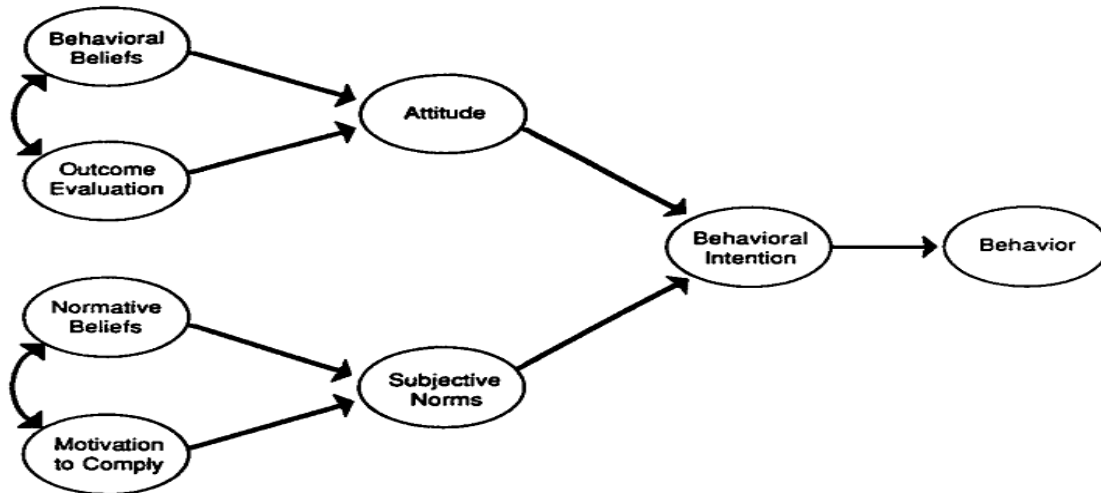 Behavioral
Beliefs
Attitude
Outcome
Evaluation
Behavioral
Intention
Behavior
Normative
Beliefs
Subjective
Norms
Motivation
to Comply